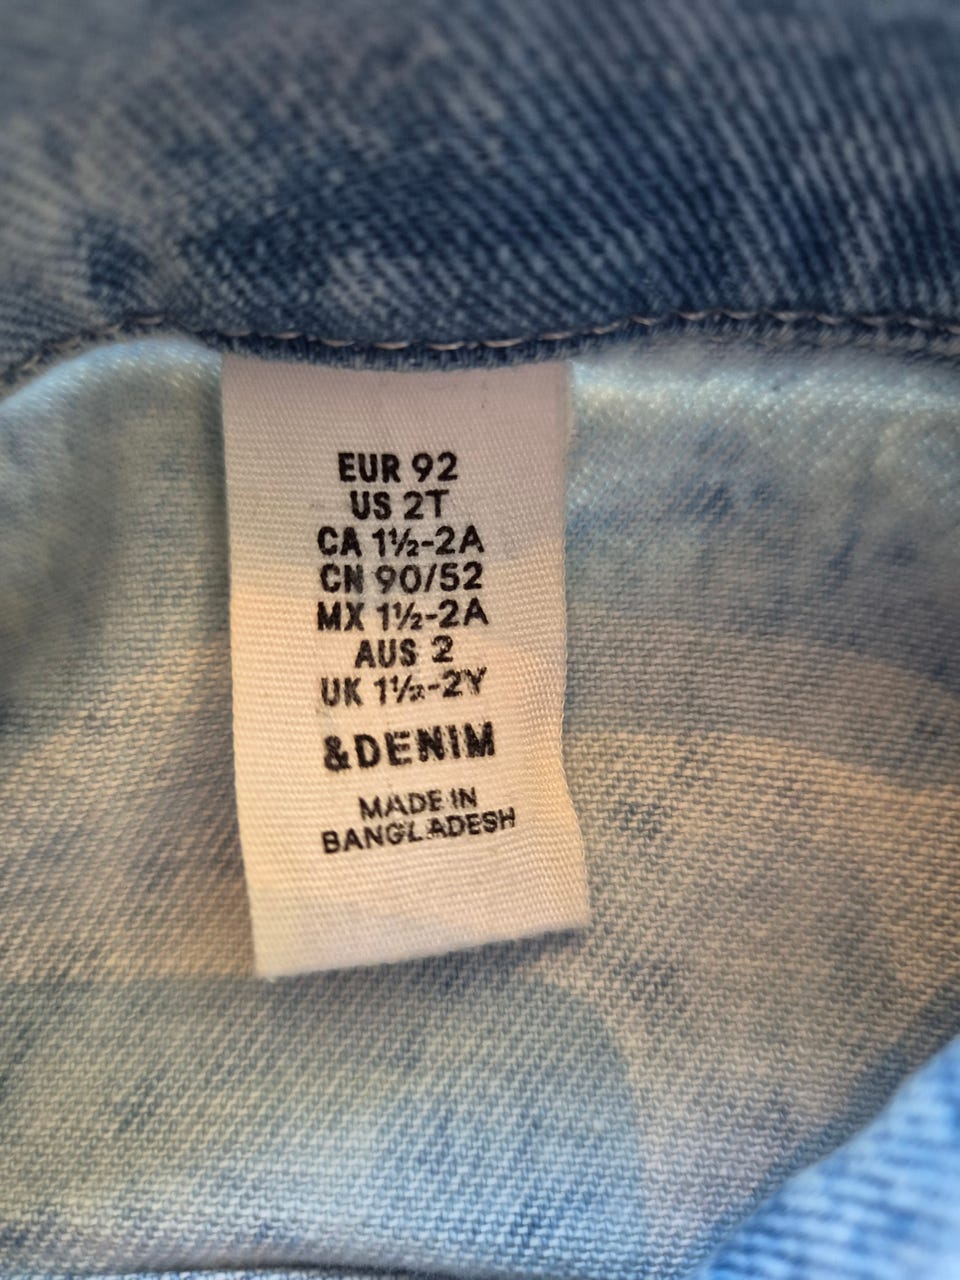 EUR 92
US 2T
CA 1½-2A
CN 90/52
MX 1½-2A
AUS 2
UK 1½-2Y
&DENIM
MADE IN
BANGLADESH